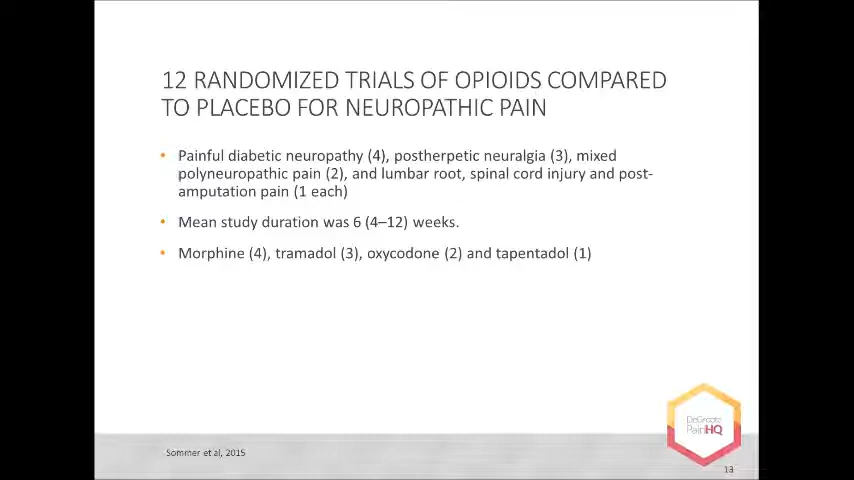 12 RANDOMIZED TRIALS OF OPIOIDS COMPARED
TO PLACEBO FOR NEUROPATHIC PAIN
• Painful diabetic neuropathy (4), postherpetic neuralgia (3), mixed
polyneuropathic pain (2), and lumbar root, spinal cord injury and post-
amputation pain (1 each)
• Mean study duration was 6 (4–12) weeks.
• Morphine (4), tramadol (3), oxycodone (2) and tapentadol (1)
DeGroote
PainHQ
Sommer et al, 2015
13